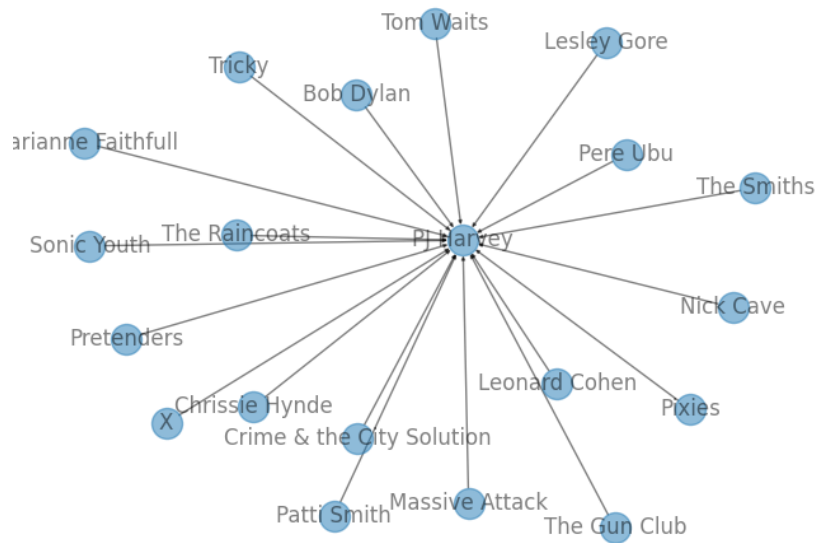 Tom Waits
Lesley Gore
Tricky
Bob Dylan
arianne Faithfull
Pere Ubu
The Smiths
The Raincoats
PJ Harvey
Sonic Youth
Nick Cave
Pretenders
Leonard Cohen
Chrissie Hynde
Pixies
X
Crime & the City Solution
Massive Attack
Patti Smith
The Gun Club